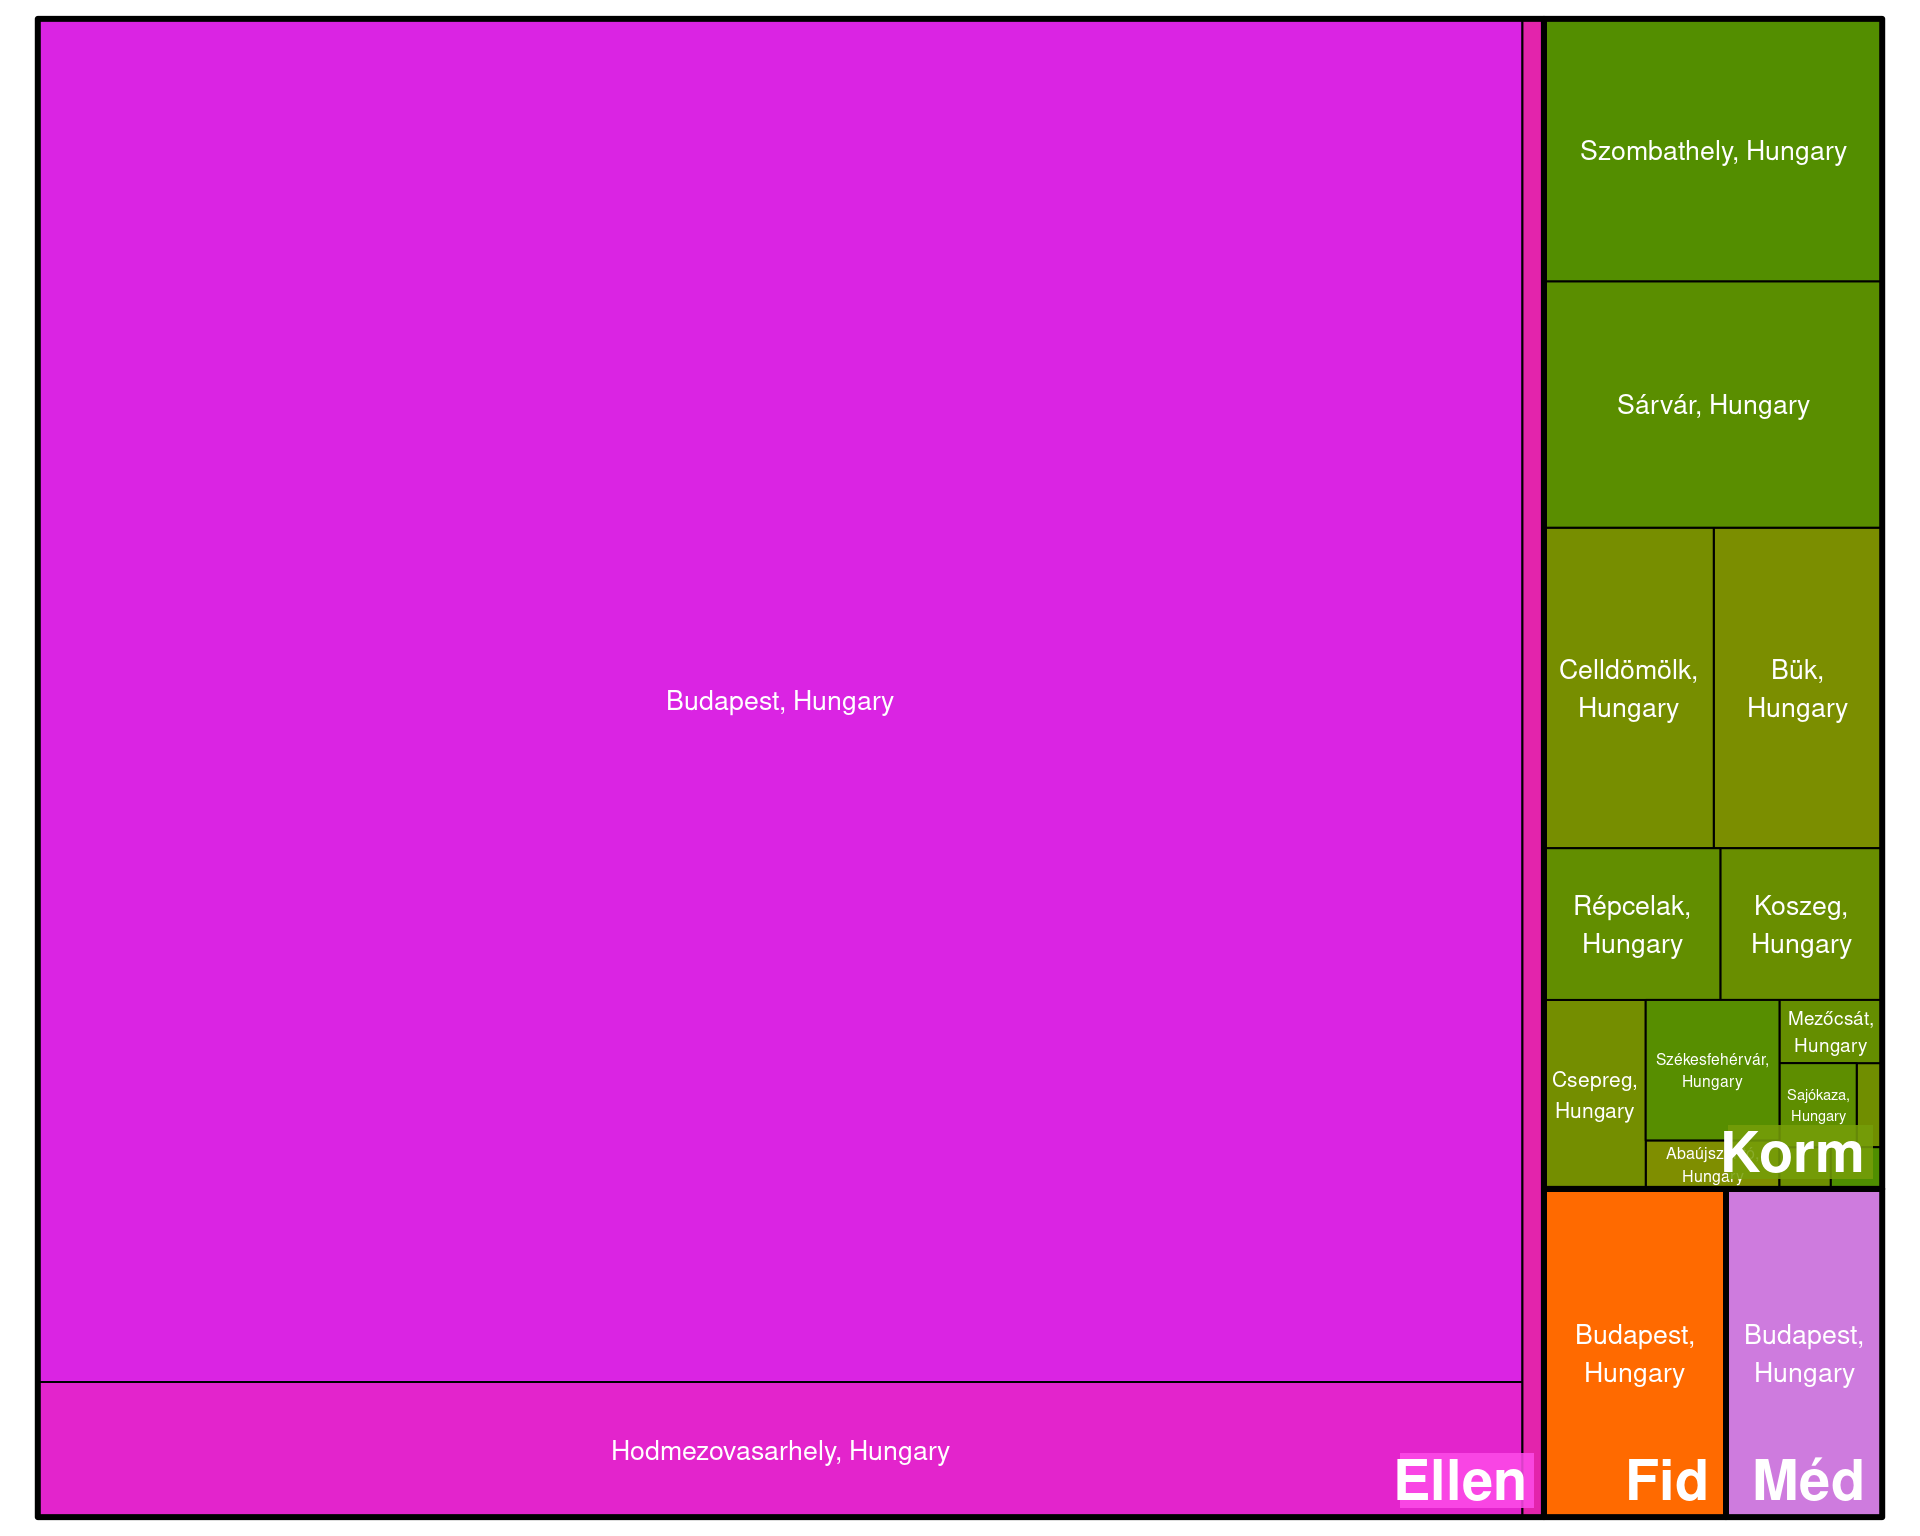 Szombathely, Hungary
Sárvár, Hungary
Budapest, Hungary
Celldömölk,
Hungary
Bük,
Hungary
Répcelak,
Hungary
Koszeg,
Hungary
Csepreg,
Hungary
Székesfehérvár,
Hungary
Mezőcsát,
Hungary
Sajókaza,
Hungary
Hungary
Korm
Budapest,
Hungary
Budapest,
Hungary
Hodmezovasarhely, Hungary
Ellen
Fid
Méd